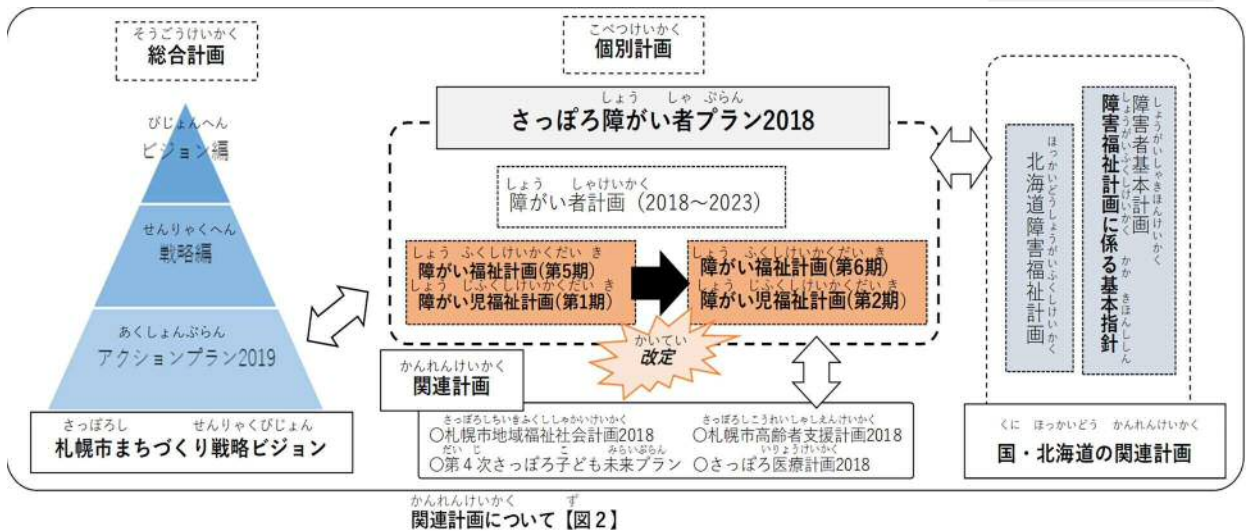 そうごうけいかく
総合計画
びじょんへん
ビジョン編
せんりゃくへん
戦略編
あくしょんぷらん
アクションプラン2019
さっぽろし せんりゃくびじょん
札幌市まちづくり戦略ビジョン
こべつけいかく
個別計画
しょう しゃ ぷらん
さっぽろ障がい者プラン2018
しょう しゃけいかく
障がい者計画（2018～2023）
しょう ふくしけいかくだい き
障がい福祉計画(第5期)
しょう じふくしけいかくだい き
障がい児福祉計画(第1期)
しょう ふくしけいかくだい き
障がい福祉計画(第6期)
しょう じふくしけいかくだい き
障がい児福祉計画(第2期)
かいてい
改定
かんれんけいかく
関連計画
さっぽろしちいきふくししゃかいけいかく
〇札幌市地域福祉社会計画2018
さっぽろしこうれいしゃしえんけいかく
〇札幌市高齢者支援計画2018
だい じ こ みらいぷらん
〇第４次さっぽろ子ども未来プラン
いりょうけいかく
〇さっぽろ医療計画2018
しょうがいしゃきほんけいかく
障害者基本計画
しょうがいふくしけいかく かか きほんししん
障害福祉計画に係る基本指針
ほっかいどうしょうがいふくしけいかく
北海道障害福祉計画
くに ほっかいどう かんれんけいかく
国・北海道の関連計画
かんれんけいかく ず
関連計画について【図２】